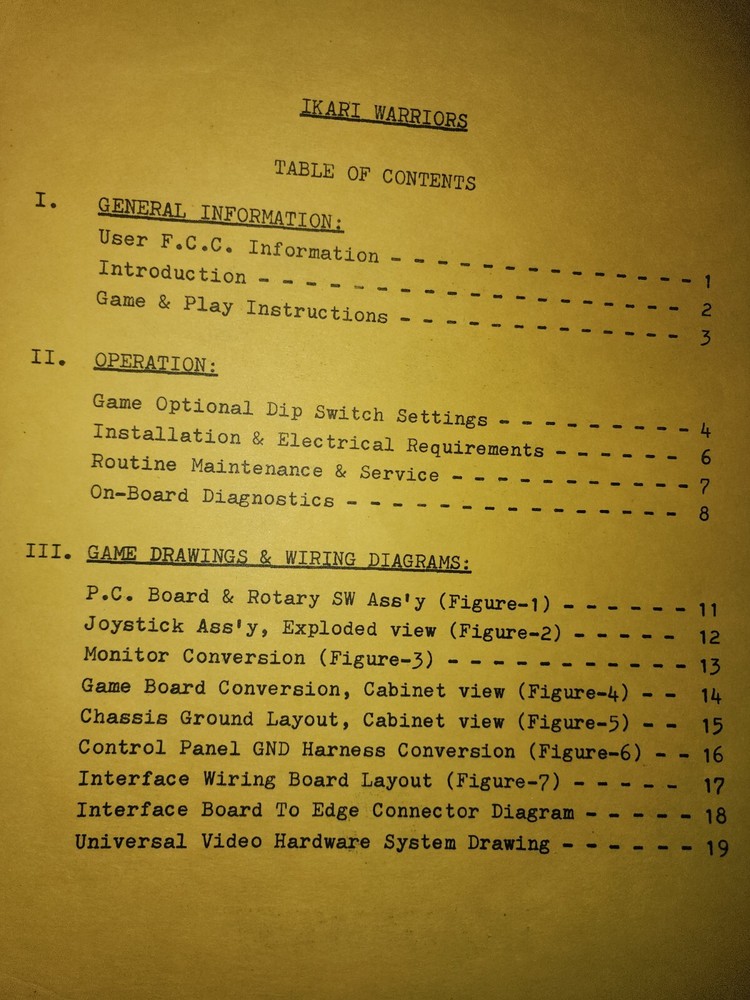 IKARI WARRIORS
TABLE OF CONTENTS
I. GENERAL INFORMATION:
User F.C.C. Information - - - - - - - - - - - - - - 1
Introduction - - - - - - - - - - - - - - - - - - - 2
Game & Play Instructions - - - - - - - - - - - - - 3
II. OPERATION:
Game Optional Dip Switch Settings - - - - - - - - - 4
Installation & Electrical Requirements - - - - - - 6
Routine Maintenance & Service - - - - - - - - - - - 7
On-Board Diagnostics - - - - - - - - - - - - - - - 8
III. GAME DRAWINGS & WIRING DIAGRAMS:
P.C. Board & Rotary SW Ass'y (Figure-1) - - - - - - 11
Joystick Ass'y, Exploded view (Figure-2) - - - - - 12
Monitor Conversion (Figure-3) - - - - - - - - - - - 13
Game Board Conversion, Cabinet view (Figure-4) - - 14
Chassis Ground Layout, Cabinet view (Figure-5) - - 15
Control Panel GND Harness Conversion (Figure-6) - - 16
Interface Wiring Board Layout (Figure-7) - - - - - 17
Interface Board To Edge Connector Diagram - - - - - 18
Universal Video Hardware System Drawing - - - - - - 19